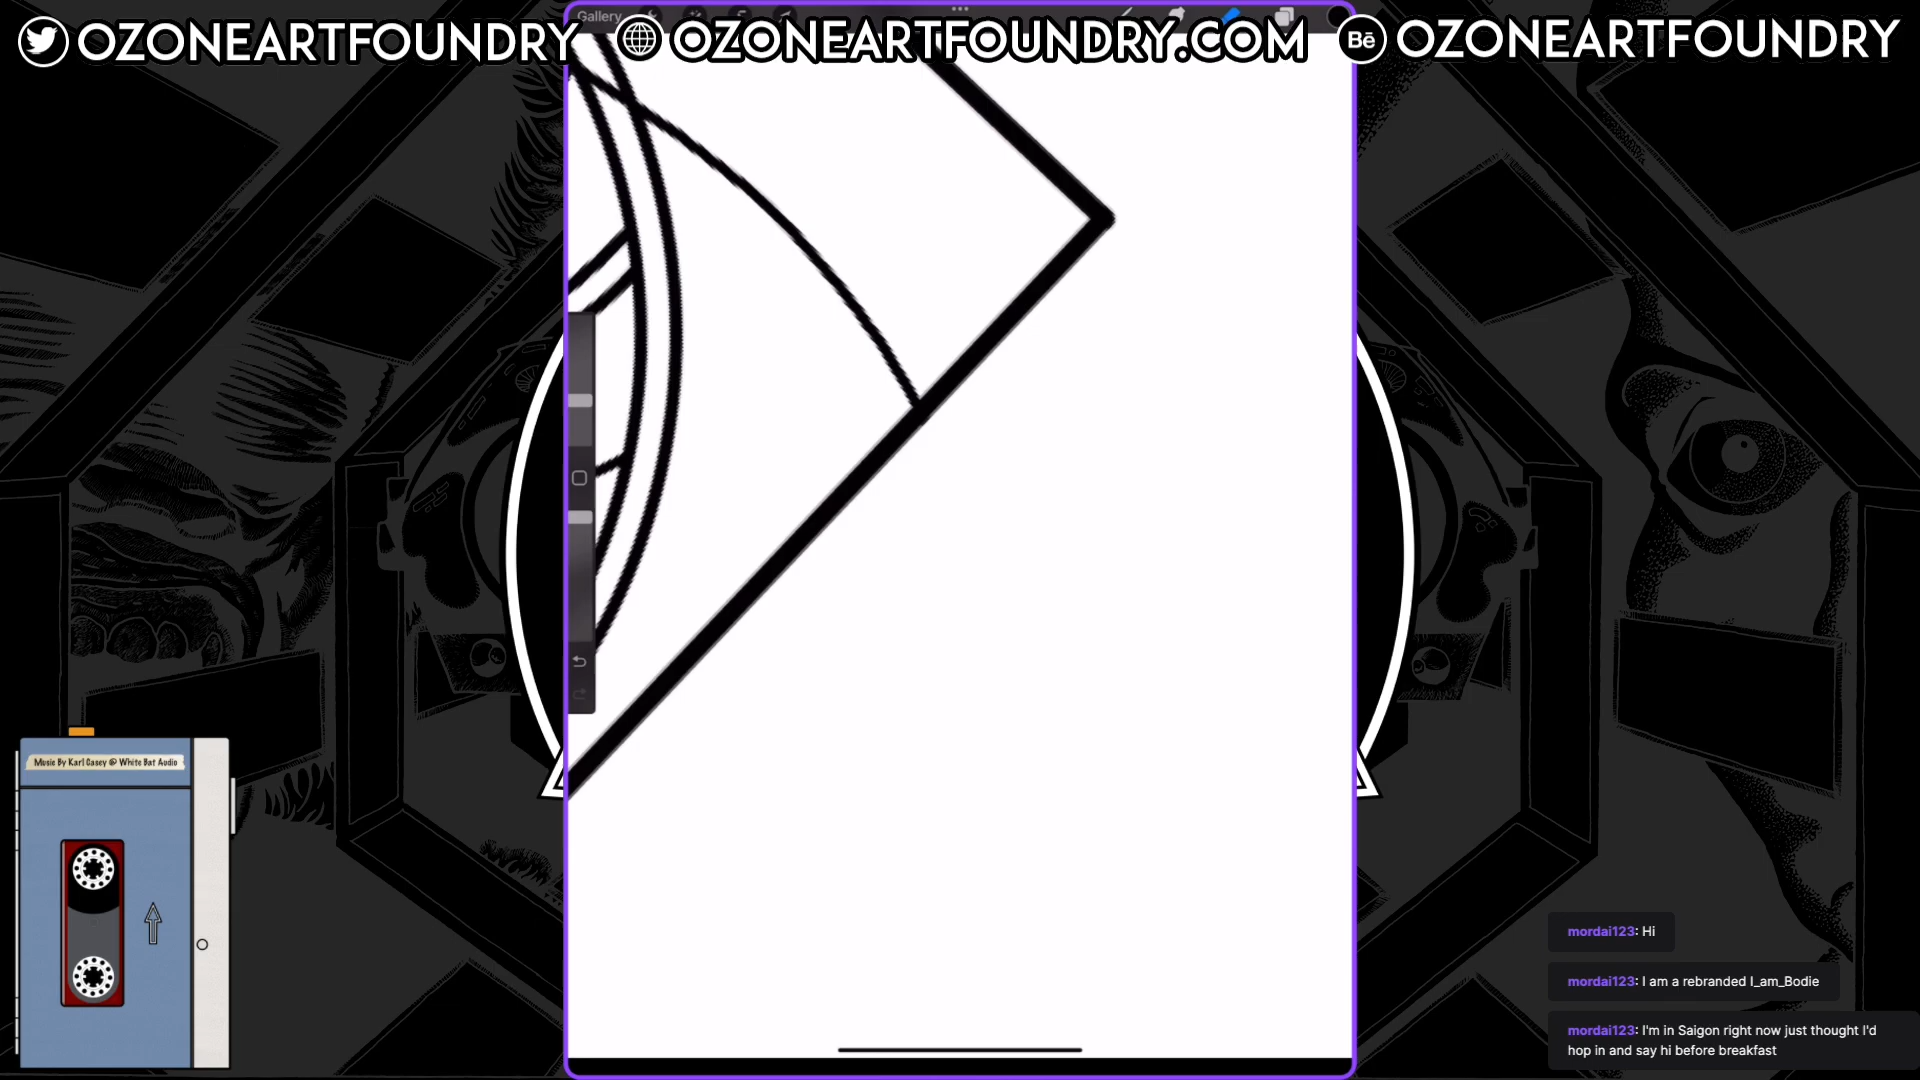 Gallery
OZONEARTFOUNDRY
OZONEARTFOUNDRY.COM
Bē
OZONEARTFOUNDRY
Music By Karl Casey @ White Bat Audio
mordai123: Hi
mordai123: I am a rebranded I_am_Bodie
mordai123: I'm in Saigon right now just thought I'd
hop in and say hi before breakfast